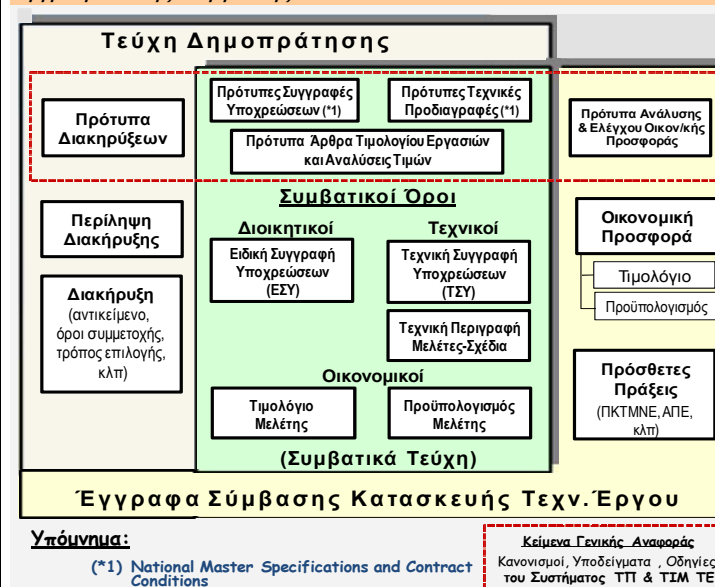 Τεύχη Δημοπράτησης
Πρότυπα
Διακηρύξεων
Πρότυπες Συγγραφές
Υποχρεώσεων (*1)
Πρότυπες Τεχνικές
Προδιαγραφές (*1)
Πρότυπα Άρθρα Τιμολογίου Εργασιών
και Αναλύσεις Τιμών
Πρότυπα Ανάλυσης
& Ελέγχου Οικον/κής
Προσφοράς
Περίληψη
Διακήρυξης
Διακήρυξη
(αντικείμενο,
όροι συμμετοχής,
τρόπος επιλογής,
κλπ)
Συμβατικοί Όροι
Διοικητικοί
Ειδική Συγγραφή
Υποχρεώσεων
(ΕΣΥ)
Τεχνικοί
Τεχνική Συγγραφή
Υποχρεώσεων
(ΤΣΥ)
Τεχνική Περιγραφή
Μελέτες-Σχέδια
Οικονομικοί
Τιμολόγιο
Μελέτης
Προϋπολογισμός
Μελέτης
(Συμβατικά Τεύχη)
Οικονομική
Προσφορά
Τιμολόγιο
Προϋπολογισμός
Πρόσθετες
Πράξεις
(ΠΚΤΜΝΕ, ΑΠΕ,
κλπ)
Έγγραφα Σύμβασης Κατασκευής Τεχν. Έργου
Υπόμνημα:
(*1) National Master Specifications and Contract
Conditions
Κείμενα Γενικής Αναφοράς
Κανονισμοί, Υποδείγματα , Οδηγίες
του Συστήματος ΤΠ & ΤΙΜ ΤΕ